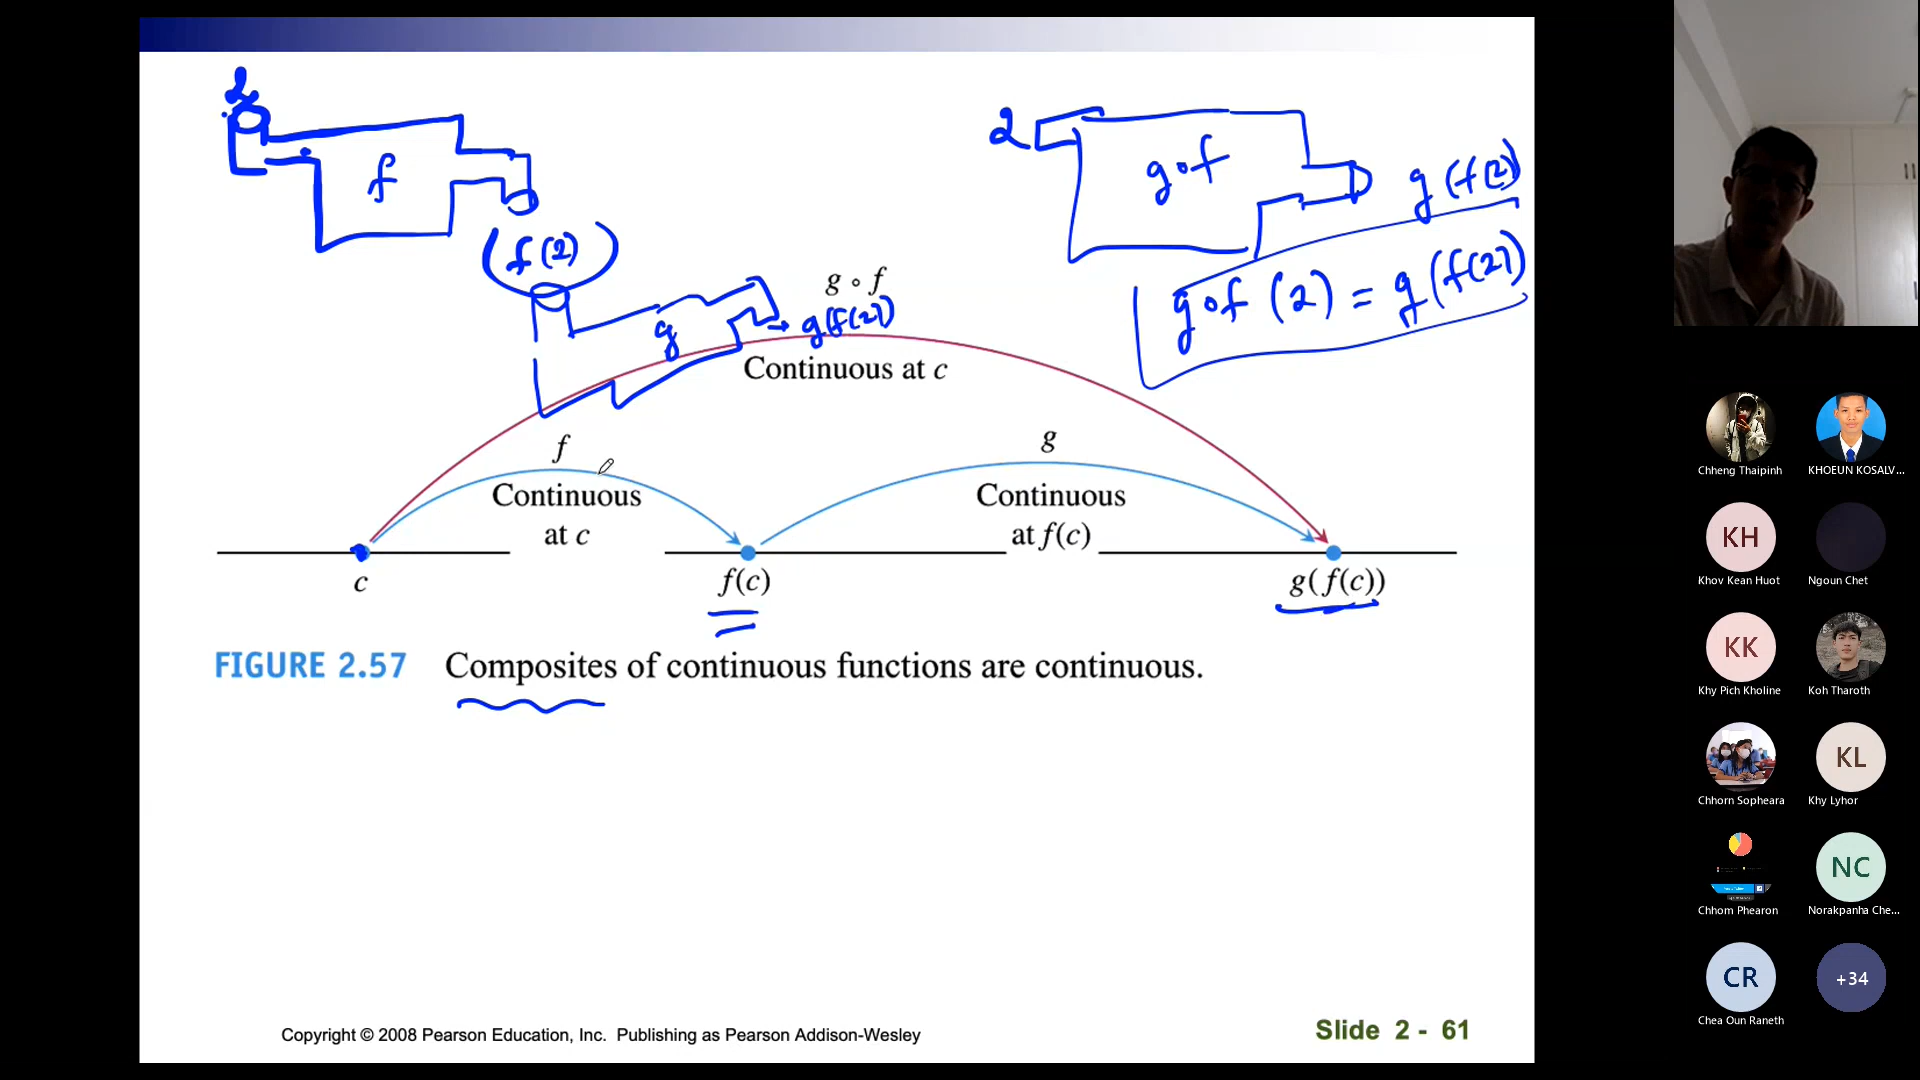 2
f
(f(2))
g
g(f(2))
2
g∘f
g(f(2))
g∘f (2) = g(f(2))
g ∘ f
Continuous at c
f
Continuous
at c
g
Continuous
at f(c)
c
f(c)
g(f(c))
FIGURE 2.57 Composites of continuous functions are continuous.
Copyright © 2008 Pearson Education, Inc. Publishing as Pearson Addison-Wesley
Slide 2 - 61
Chheng Thaipinh
KHOEUN KOSALV...
KH
Khov Kean Huot
Ngoun Chet
KK
Khy Pich Kholine
Koh Tharoth
Chhorn Sopheara
KL
Khy Lyhor
Chhom Phearon
NC
Norakpanha Che...
CR
Chea Oun Raneth
+34